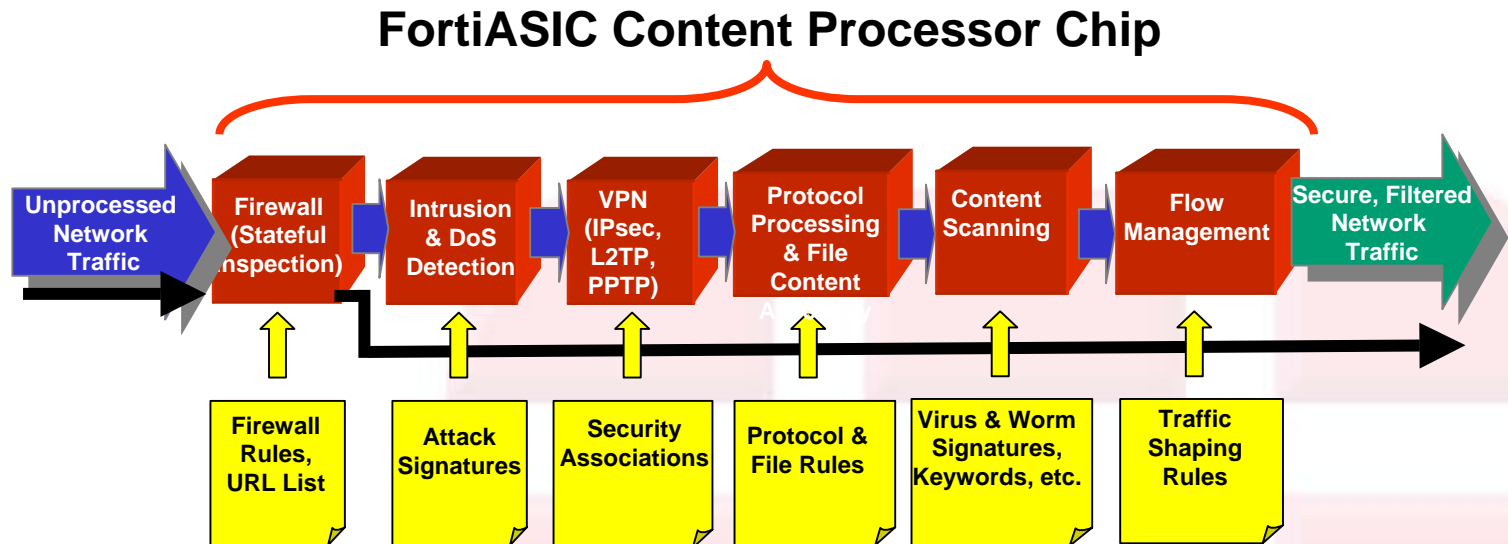 FortiASIC Content Processor Chip
Unprocessed
Network
Traffic
Firewall
(Stateful
Inspection)
Intrusion
& DoS
Detection
VPN
(IPsec,
L2TP,
PPTP)
Protocol
Processing
& File
Content
Content
Scanning
Flow
Management
Secure, Filtered
Network
Traffic
Firewall
Rules,
URL List
Attack
Signatures
Security
Associations
Protocol &
File Rules
Virus & Worm
Signatures,
Keywords, etc.
Traffic
Shaping
Rules